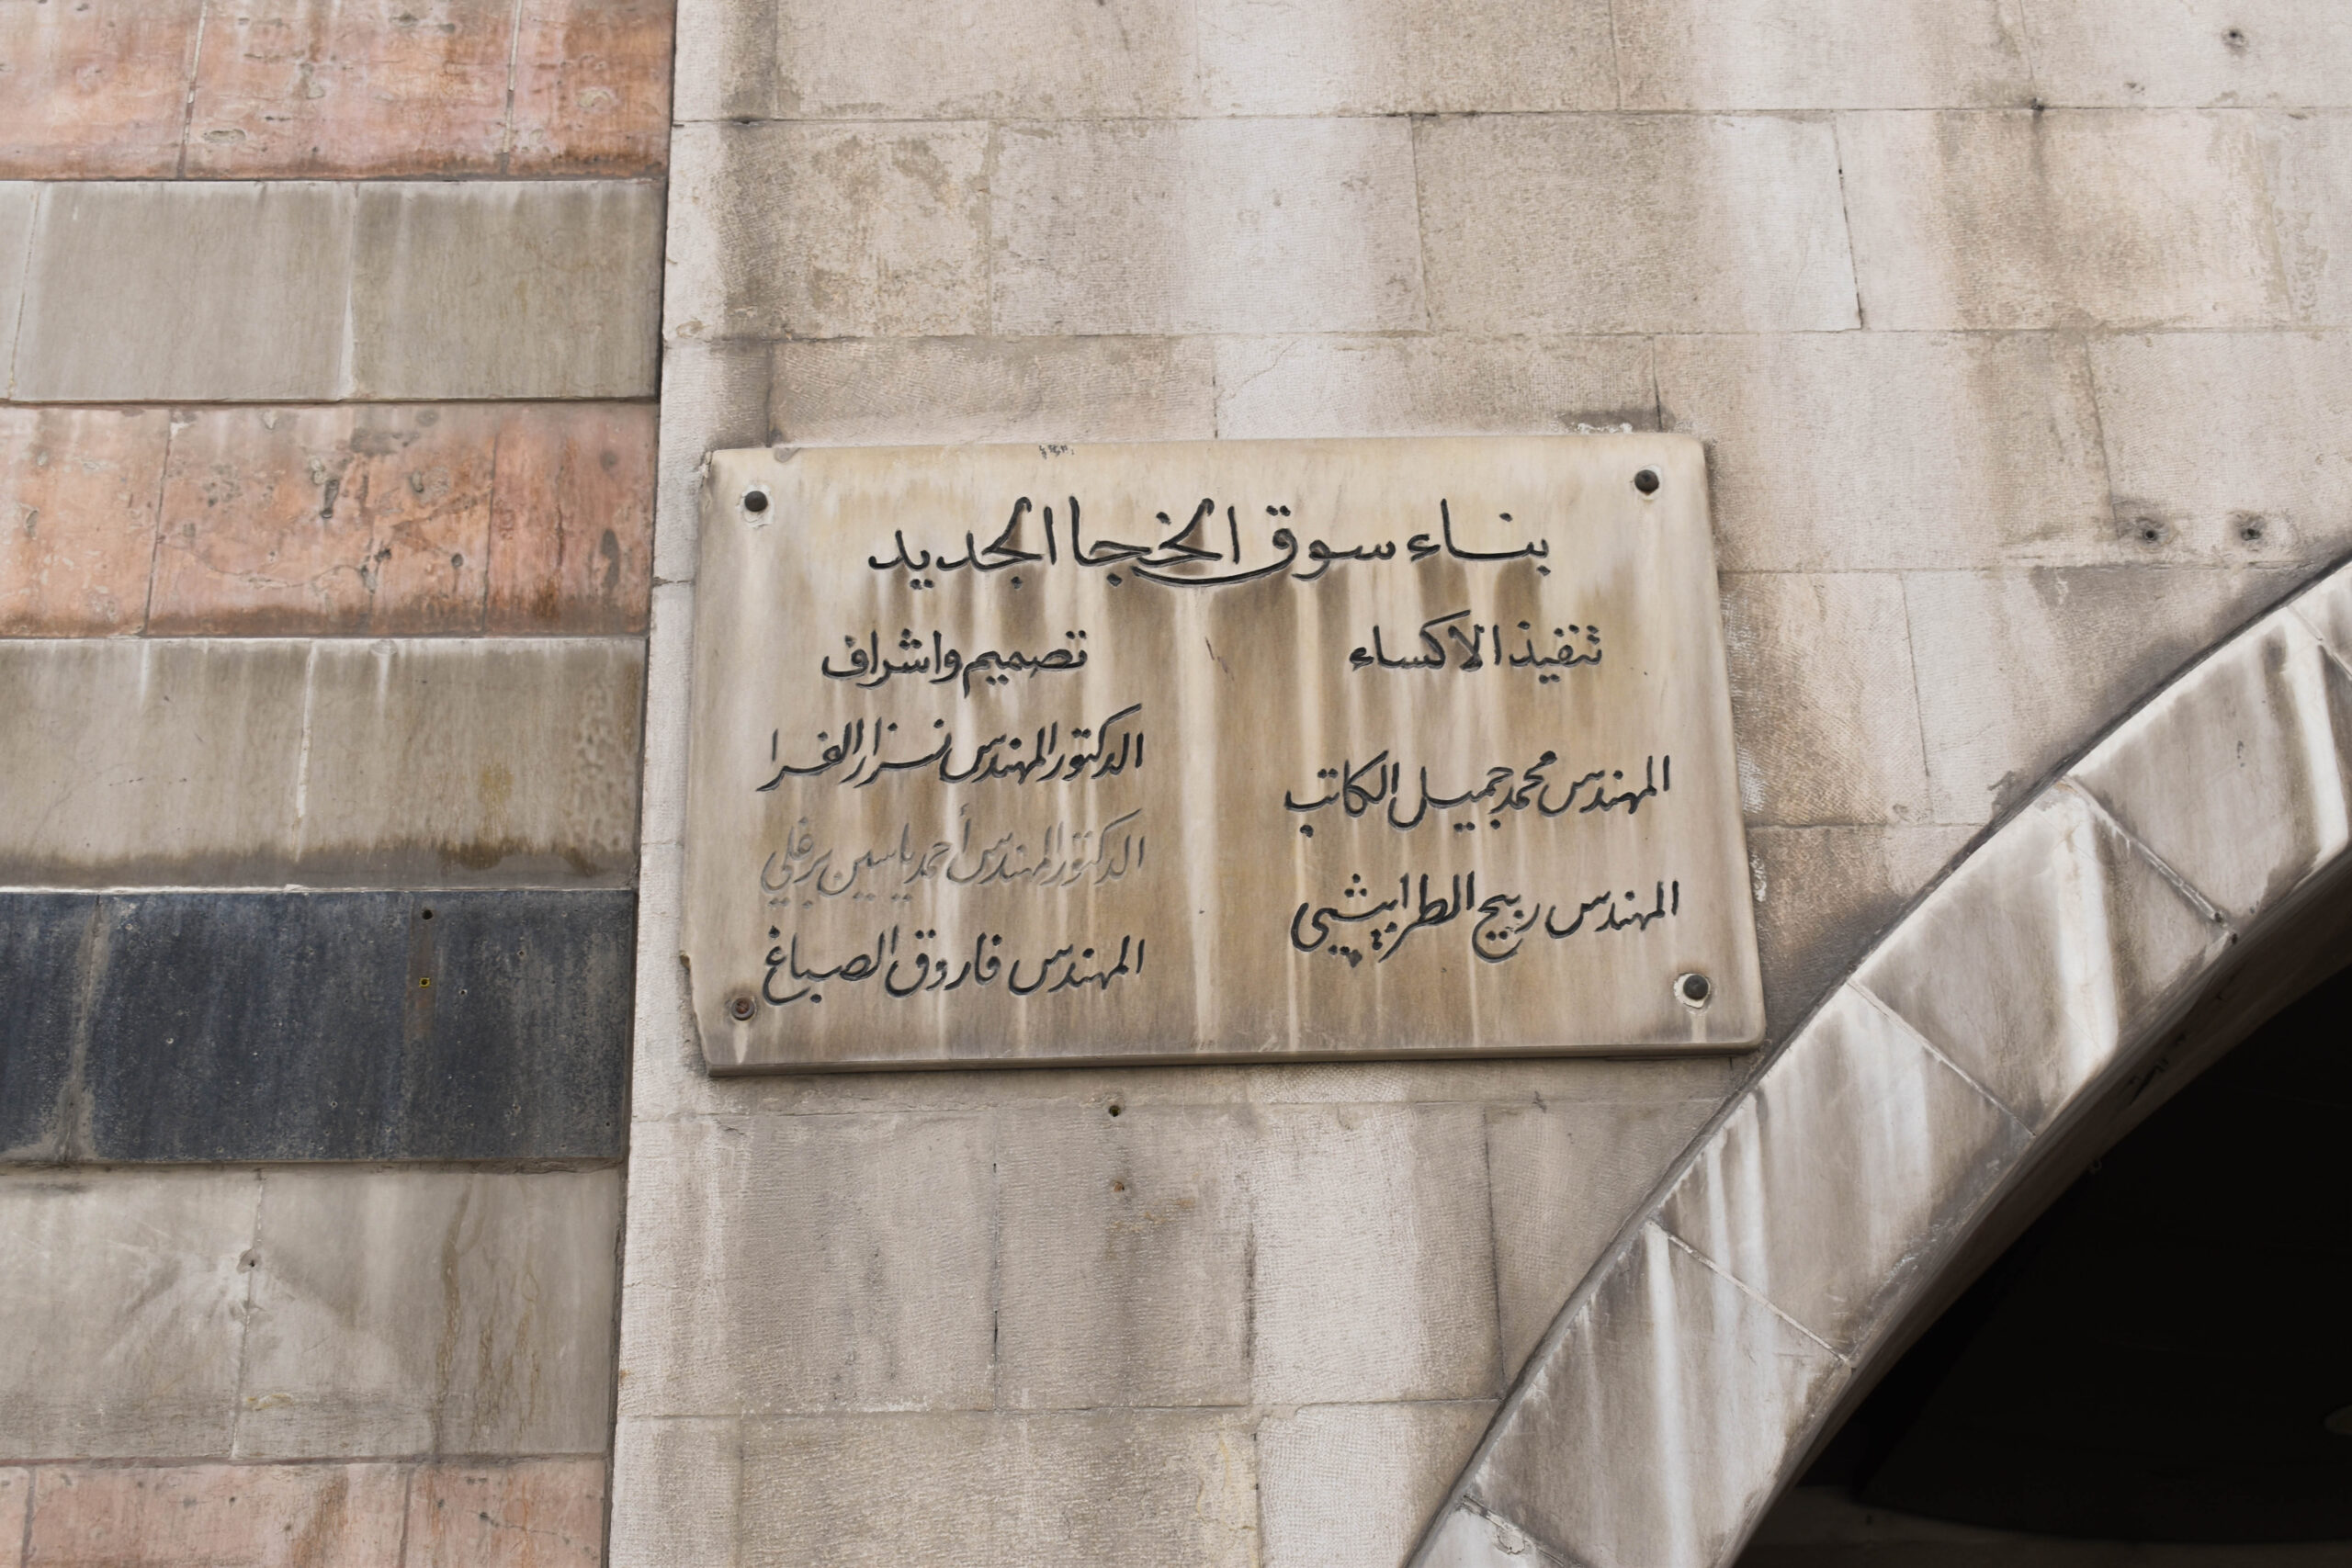 بناء سوق الخجا الجديد
تنفيذ الاكساء
المهندس محمد جميل الكاتب
المهندس ربيح الطرابيشي
تصميم واشراف
الدكتور المهندس نزار الفرا
الدكتور المهندس أحمد ياسين برغلي
المهندس فاروق الصباغ